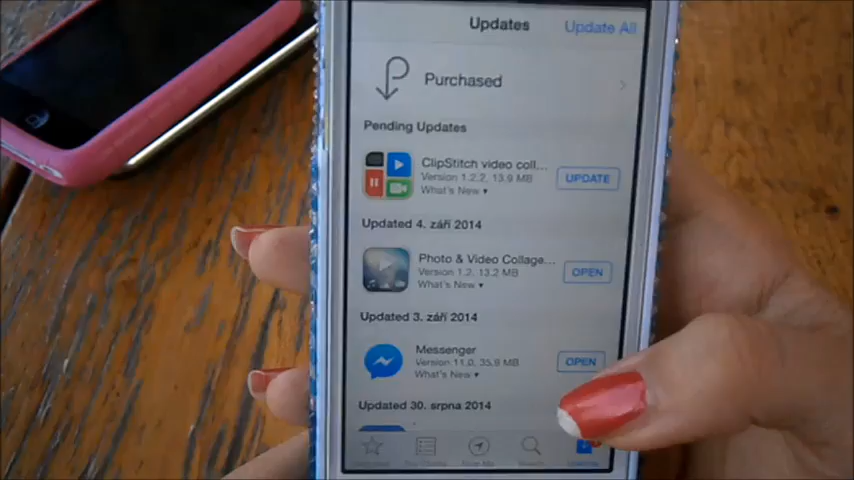 Updates
Update All
Purchased
Pending Updates
ClipStitch video coll...
Version 1.2.2, 13.9 MB
What's New ▾
UPDATE
Updated 4. září 2014
Photo & Video Collage...
Version 1.2, 13.2 MB
What's New ▾
OPEN
Updated 3. září 2014
Messenger
Version 11.0, 35.9 MB
What's New ▾
OPEN
Updated 30. srpna 2014